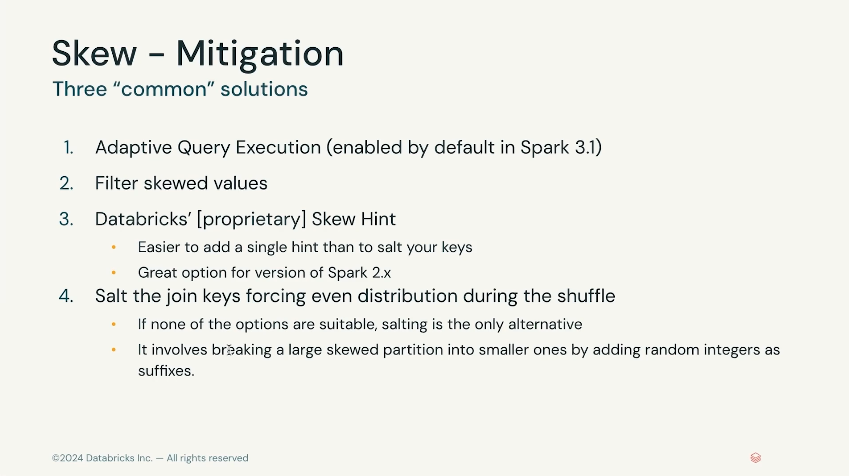 Skew - Mitigation
Three “common” solutions
1. Adaptive Query Execution (enabled by default in Spark 3.1)
2. Filter skewed values
3. Databricks’ [proprietary] Skew Hint
• Easier to add a single hint than to salt your keys
• Great option for version of Spark 2.x
4. Salt the join keys forcing even distribution during the shuffle
• If none of the options are suitable, salting is the only alternative
• It involves breaking a large skewed partition into smaller ones by adding random integers as
suffixes.
©2024 Databricks Inc. — All rights reserved